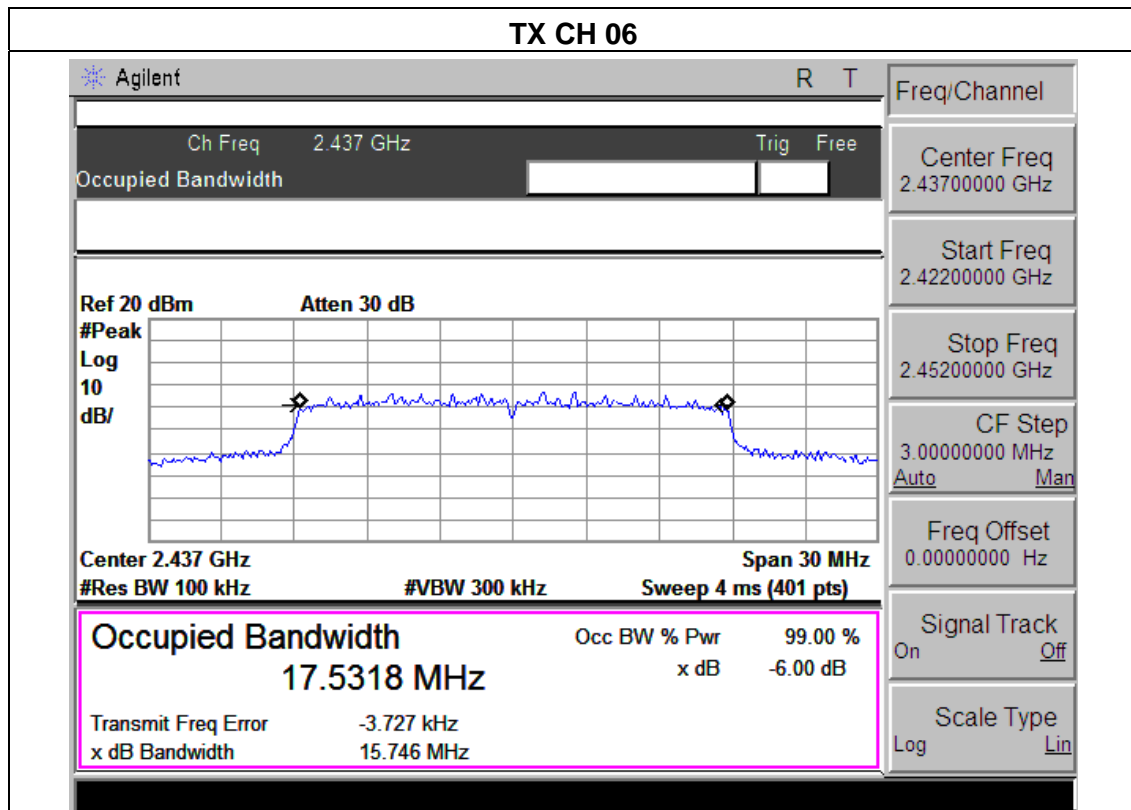 TX CH 06
Agilent R T
Freq/Channel
Ch Freq 2.437 GHz Trig Free
Occupied Bandwidth
Center Freq
2.43700000 GHz
Start Freq
2.42200000 GHz
Stop Freq
2.45200000 GHz
CF Step
3.00000000 MHz
Auto Man
Freq Offset
0.00000000 Hz
Signal Track
On Off
Scale Type
Log Lin
Ref 20 dBm Atten 30 dB
#Peak
Log
10
dB/
Center 2.437 GHz Span 30 MHz
#Res BW 100 kHz #VBW 300 kHz Sweep 4 ms (401 pts)
Occupied Bandwidth Occ BW % Pwr 99.00 %
17.5318 MHz x dB -6.00 dB
Transmit Freq Error -3.727 kHz
x dB Bandwidth 15.746 MHz